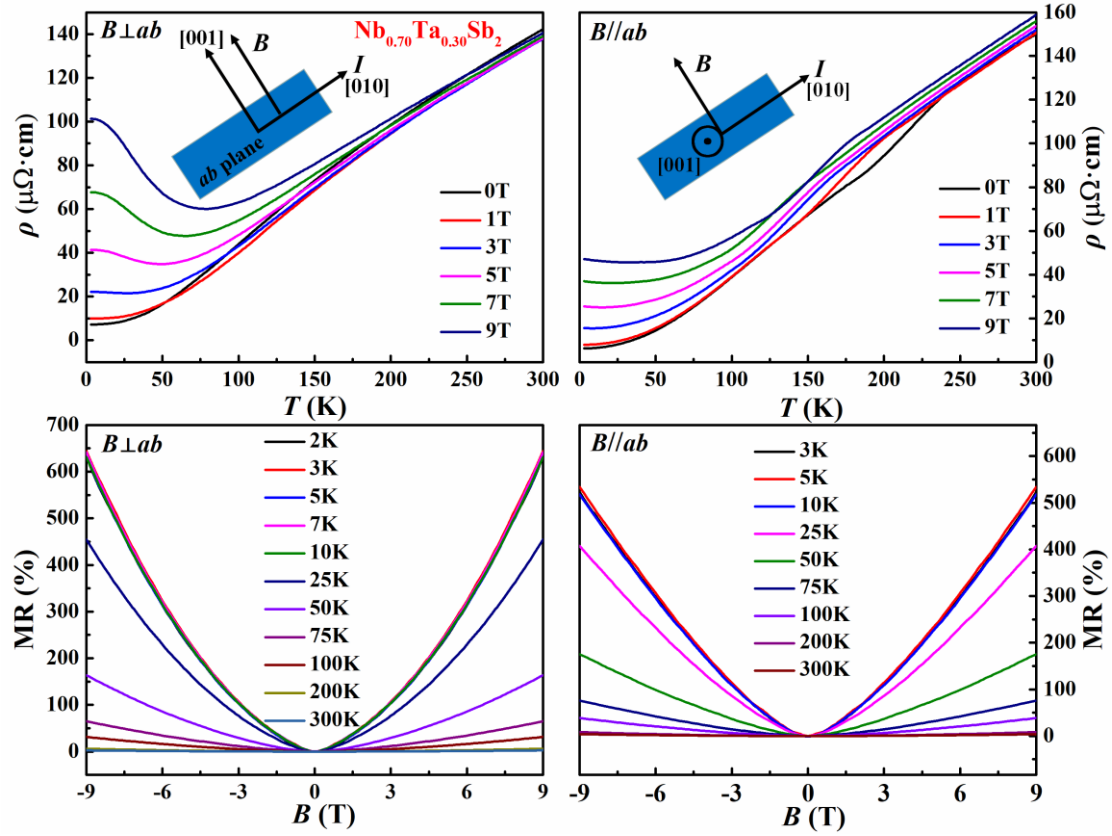 B⊥ab
Nb0.70Ta0.30Sb2
[001]
B
I
[010]
ab plane
0T
1T
3T
5T
7T
9T
140
120
100
80
60
40
20
0
ρ (μΩ·cm)
0 50 100 150 200 250 300
T (K)
B//ab
B
I
[010]
[001]
0T
1T
3T
5T
7T
9T
160
140
120
100
80
60
40
20
0
ρ (μΩ·cm)
0 50 100 150 200 250 300
T (K)
B⊥ab
2K
3K
5K
7K
10K
25K
50K
75K
100K
200K
300K
700
600
500
400
300
200
100
0
MR (%)
-9 -6 -3 0 3 6 9
B (T)
B//ab
3K
5K
10K
25K
50K
75K
100K
200K
300K
600
500
400
300
200
100
0
MR (%)
-9 -6 -3 0 3 6 9
B (T)